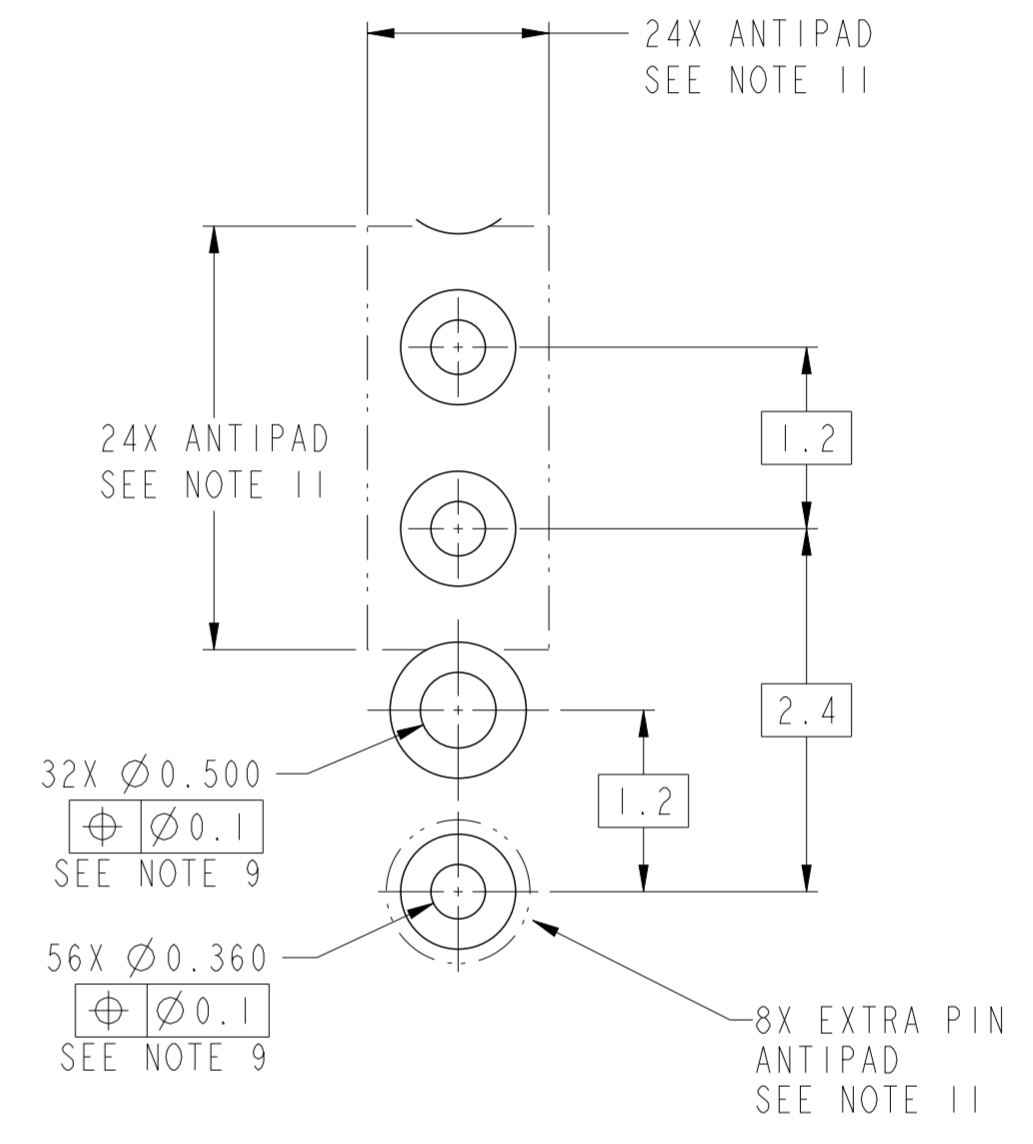 24X ANTIPAD
SEE NOTE 11
24X ANTIPAD
SEE NOTE 11
1.2
2.4
1.2
32X ∅0.500
⌖ ∅0.1
SEE NOTE 9
56X ∅0.360
⌖ ∅0.1
SEE NOTE 9
8X EXTRA PIN
ANTIPAD
SEE NOTE 11